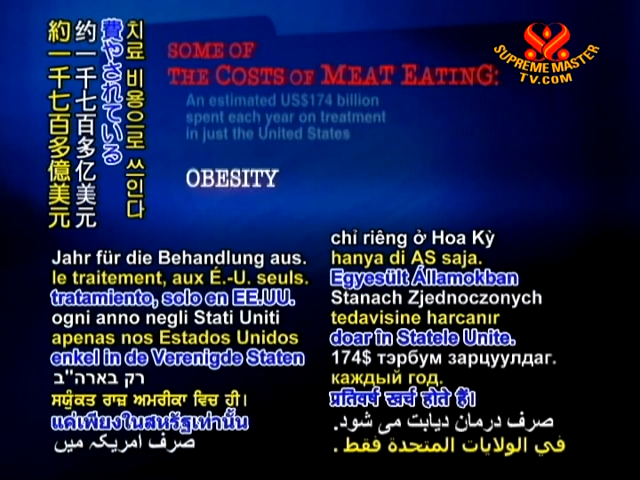 SUPREME MASTER
TV.COM
約一千七百多億美元
约一千七百多亿美元
費やされている
치료 비용으로 쓰인다
SOME OF
THE COSTS OF MEAT EATING:
An estimated US$174 billion
spent each year on treatment
in just the United States
OBESITY
Jahr für die Behandlung aus.
le traitement, aux É.-U. seuls.
tratamiento, solo en EE.UU.
ogni anno negli Stati Uniti
apenas nos Estados Unidos
enkel in de Verenigde Staten
רק בארה"ב
ਸਯੁੰਕਤ ਰਾਜ਼ ਅਮਰੀਕਾ ਵਿਚ ਹੀ।
แค่เพียงในสหรัฐเท่านั้น
صرف امریکہ میں
chỉ riêng ở Hoa Kỳ
hanya di AS saja.
Egyesült Államokban
Stanach Zjednoczonych
tedavisine harcanır
doar în Statele Unite.
174$ тэрбум зарцуулдаг.
каждый год.
प्रतिवर्ष खर्च होते हैं।
صرف درمان دیابت می شود.
في الولايات المتحدة فقط.